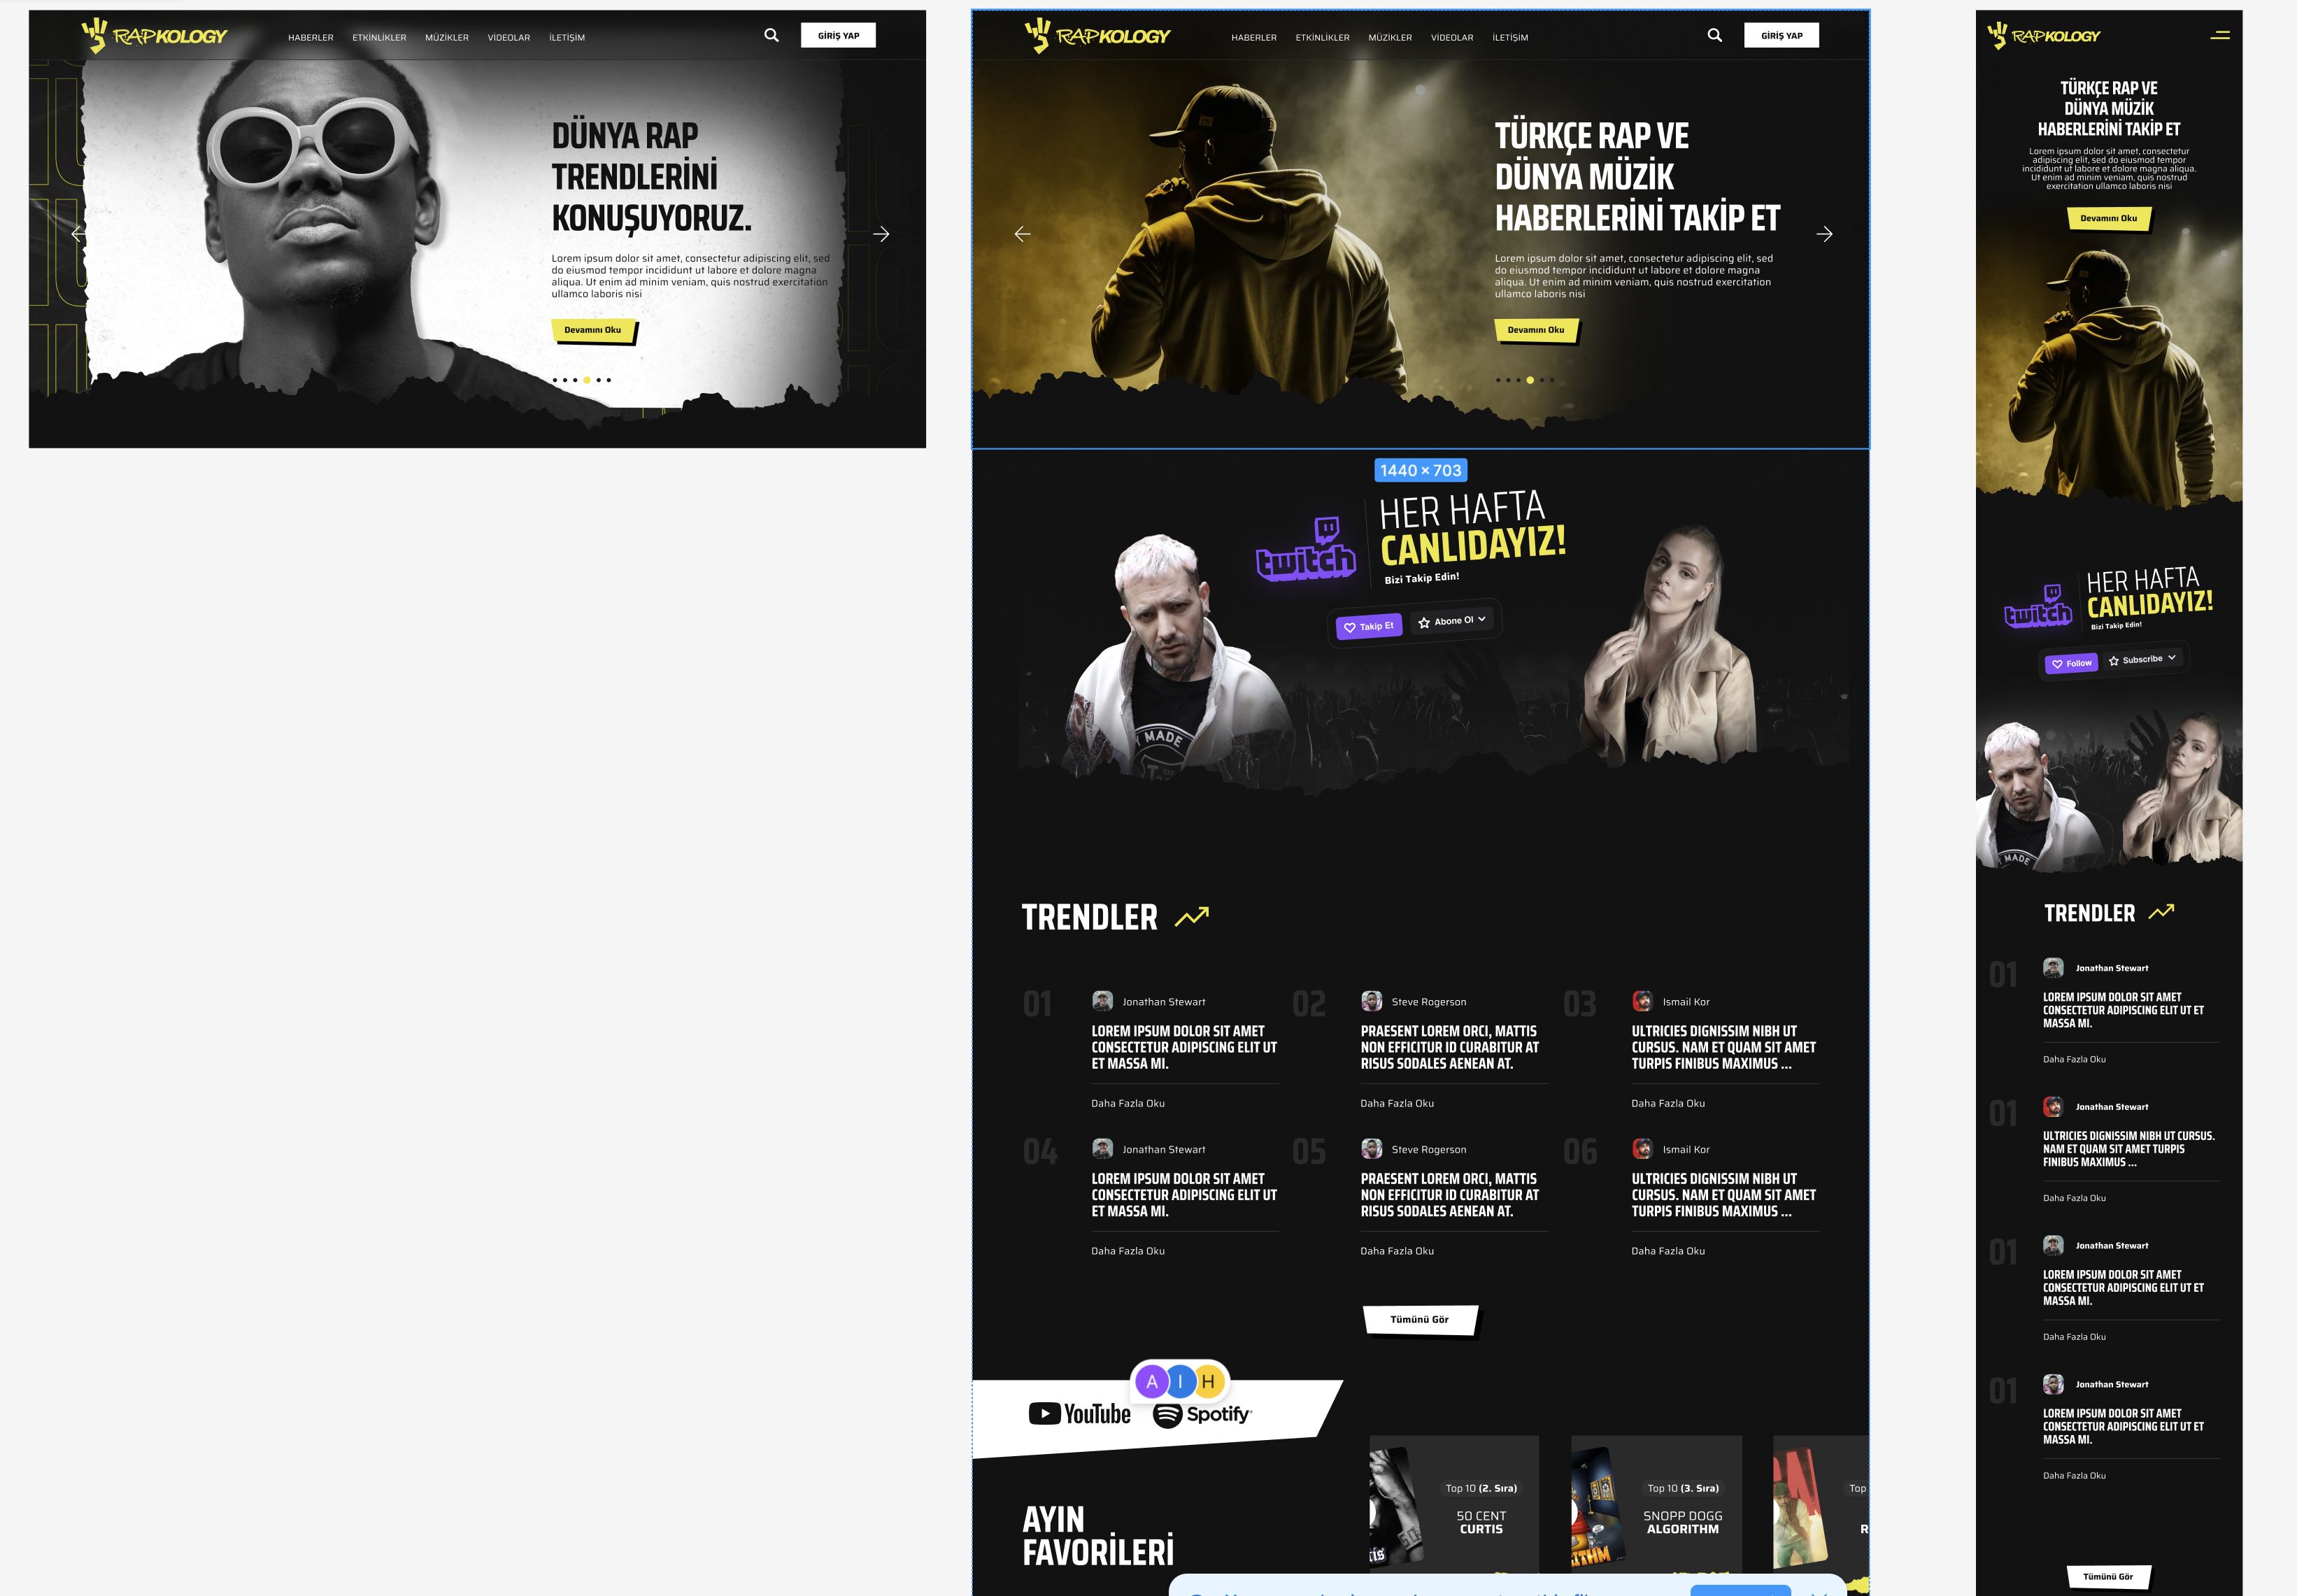 RAPKOLOGY
HABERLER ETKİNLİKLER MÜZİKLER VİDEOLAR İLETİŞİM
GİRİŞ YAP
DÜNYA RAP
TRENDLERİNİ
KONUŞUYORUZ.
Lorem ipsum dolor sit amet, consectetur adipiscing elit, sed
do eiusmod tempor incididunt ut labore et dolore magna
aliqua. Ut enim ad minim veniam, quis nostrud exercitation
ullamco laboris nisi
Devamını Oku
RAPKOLOGY
HABERLER ETKİNLİKLER MÜZİKLER VİDEOLAR İLETİŞİM
GİRİŞ YAP
TÜRKÇE RAP VE
DÜNYA MÜZİK
HABERLERİNİ TAKİP ET
Lorem ipsum dolor sit amet, consectetur adipiscing elit, sed
do eiusmod tempor incididunt ut labore et dolore magna
aliqua. Ut enim ad minim veniam, quis nostrud exercitation
ullamco laboris nisi
Devamını Oku
1440 × 703
twitch
HER HAFTA
CANLIDAYIZ!
Bizi Takip Edin!
Takip Et
Abone Ol
MADE
TRENDLER
01
Jonathan Stewart
LOREM IPSUM DOLOR SIT AMET
CONSECTETUR ADIPISCING ELIT UT
ET MASSA MI.
Daha Fazla Oku
02
Steve Rogerson
PRAESENT LOREM ORCI, MATTIS
NON EFFICITUR ID CURABITUR AT
RISUS SODALES AENEAN AT.
Daha Fazla Oku
03
Ismail Kor
ULTRICIES DIGNISSIM NIBH UT
CURSUS. NAM ET QUAM SIT AMET
TURPIS FINIBUS MAXIMUS ...
Daha Fazla Oku
04
Jonathan Stewart
LOREM IPSUM DOLOR SIT AMET
CONSECTETUR ADIPISCING ELIT UT
ET MASSA MI.
Daha Fazla Oku
05
Steve Rogerson
PRAESENT LOREM ORCI, MATTIS
NON EFFICITUR ID CURABITUR AT
RISUS SODALES AENEAN AT.
Daha Fazla Oku
06
Ismail Kor
ULTRICIES DIGNISSIM NIBH UT
CURSUS. NAM ET QUAM SIT AMET
TURPIS FINIBUS MAXIMUS ...
Daha Fazla Oku
Tümünü Gör
A I H
YouTube
Spotify
AYIN
FAVORİLERİ
Top 10 (2. Sıra)
50 CENT
CURTIS
Top 10 (3. Sıra)
SNOPP DOGG
ALGORITHM
Top
R
RAPKOLOGY
TÜRKÇE RAP VE
DÜNYA MÜZİK
HABERLERİNİ TAKİP ET
Lorem ipsum dolor sit amet, consectetur
adipiscing elit, sed do eiusmod tempor
incididunt ut labore et dolore magna aliqua.
Ut enim ad minim veniam, quis nostrud
exercitation ullamco laboris nisi
Devamını Oku
twitch
HER HAFTA
CANLIDAYIZ!
Bizi Takip Edin!
Follow
Subscribe
MADE
TRENDLER
01
Jonathan Stewart
LOREM IPSUM DOLOR SIT AMET
CONSECTETUR ADIPISCING ELIT UT ET
MASSA MI.
Daha Fazla Oku
01
Jonathan Stewart
ULTRICIES DIGNISSIM NIBH UT CURSUS.
NAM ET QUAM SIT AMET TURPIS
FINIBUS MAXIMUS ...
Daha Fazla Oku
01
Jonathan Stewart
LOREM IPSUM DOLOR SIT AMET
CONSECTETUR ADIPISCING ELIT UT ET
MASSA MI.
Daha Fazla Oku
01
Jonathan Stewart
LOREM IPSUM DOLOR SIT AMET
CONSECTETUR ADIPISCING ELIT UT ET
MASSA MI.
Daha Fazla Oku
Tümünü Gör